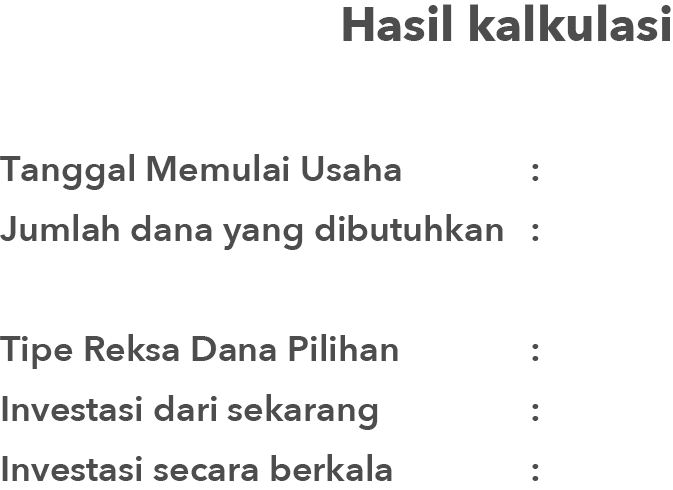 Hasil kalkulasi
Tanggal Memulai Usaha :
Jumlah dana yang dibutuhkan :
Tipe Reksa Dana Pilihan :
Investasi dari sekarang :
Investasi secara berkala :